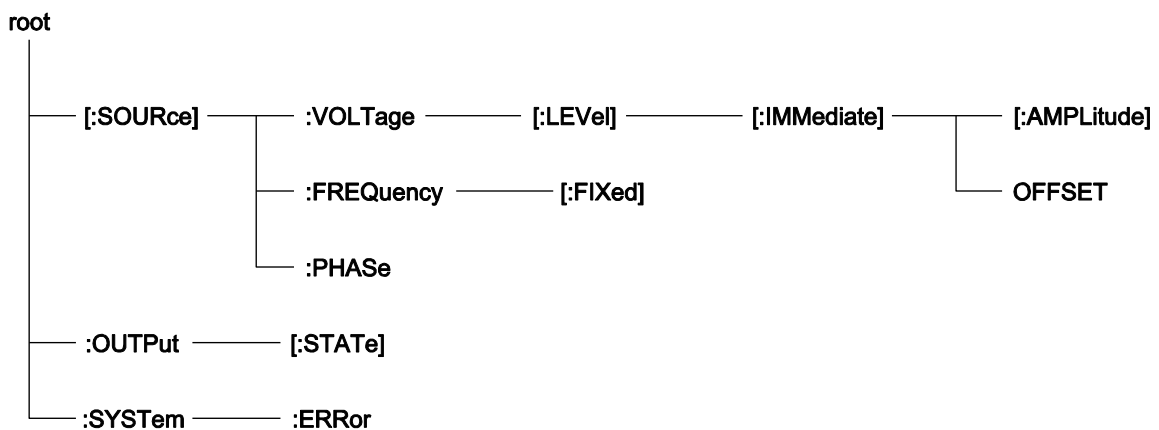 root
[:SOURce] :VOLTage [:LEVel] [:IMMediate] [:AMPLitude]
:FREQuency [:FIXed] OFFSET
:PHASe
:OUTPut [:STATe]
:SYSTem :ERRor